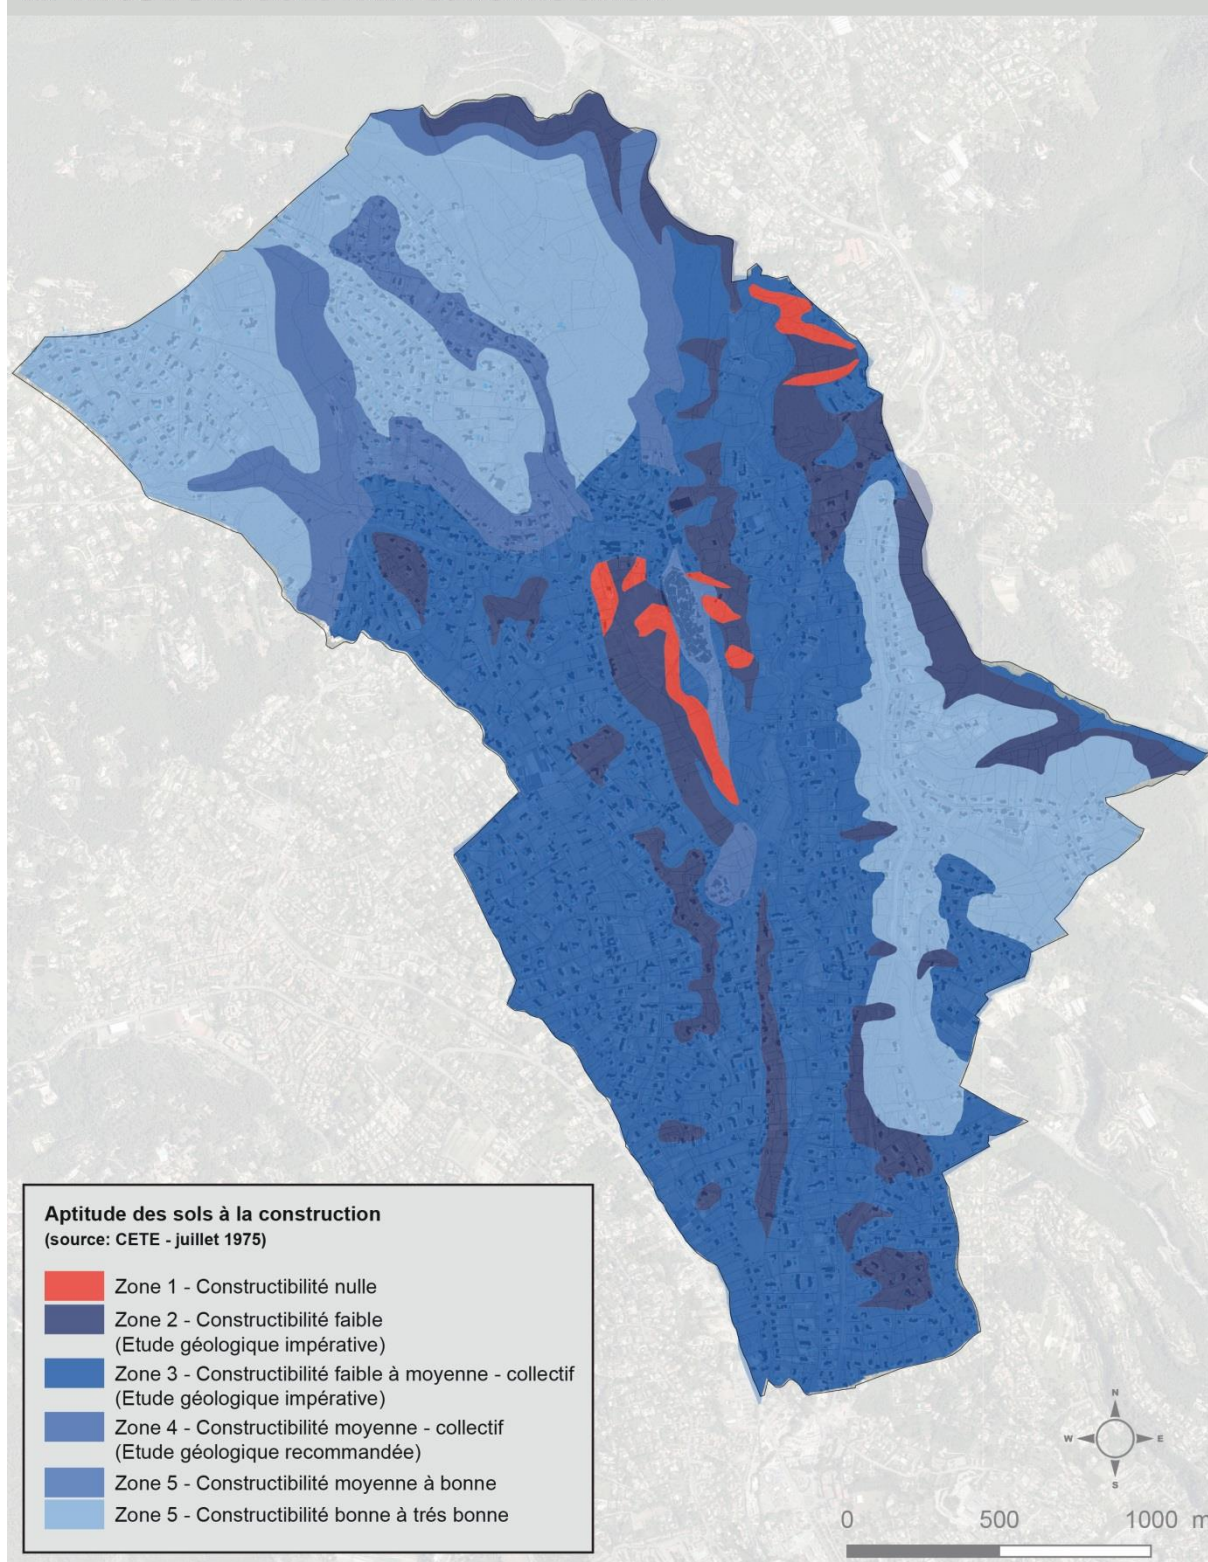 Aptitude des sols à la construction
(source: CETE - juillet 1975)
Zone 1 - Constructibilité nulle
Zone 2 - Constructibilité faible
(Etude géologique impérative)
Zone 3 - Constructibilité faible à moyenne - collectif
(Etude géologique impérative)
Zone 4 - Constructibilité moyenne - collectif
(Etude géologique recommandée)
Zone 5 - Constructibilité moyenne à bonne
Zone 5 - Constructibilité bonne à trés bonne
N
W E
S
0 500 1000 m